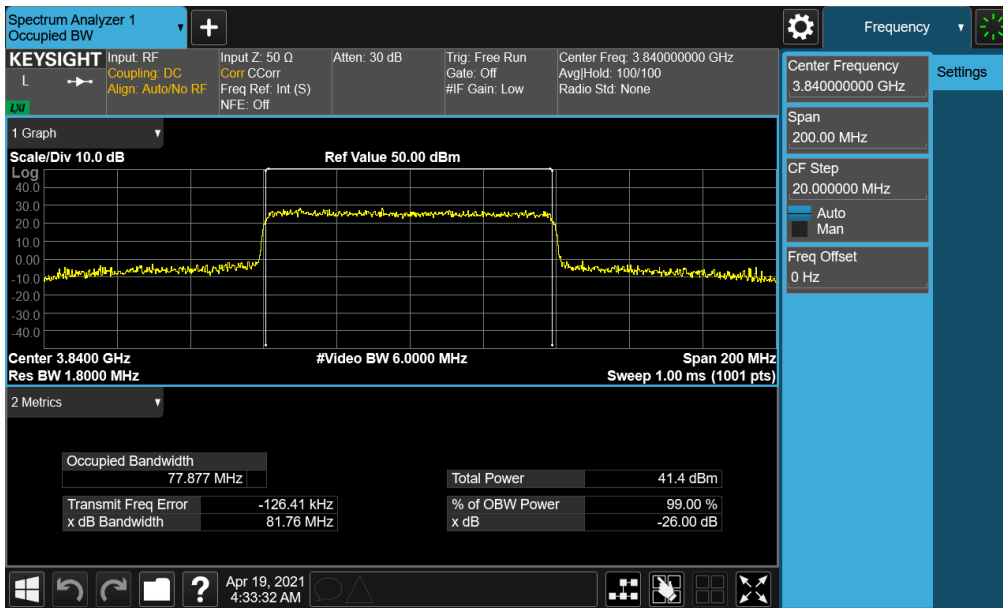 Spectrum Analyzer 1
Occupied BW
Frequency
KEYSIGHT
L
LXI
Input: RF
Coupling: DC
Align: Auto/No RF
Input Z: 50 Ω
Corr CCorr
Freq Ref: Int (S)
NFE: Off
Atten: 30 dB
Trig: Free Run
Gate: Off
#IF Gain: Low
Center Freq: 3.840000000 GHz
Avg|Hold: 100/100
Radio Std: None
Center Frequency
3.840000000 GHz
Settings
Span
200.00 MHz
CF Step
20.000000 MHz
Auto
Man
Freq Offset
0 Hz
1 Graph
Scale/Div 10.0 dB
Ref Value 50.00 dBm
Log
40.0
30.0
20.0
10.0
0.00
-10.0
-20.0
-30.0
-40.0
Center 3.8400 GHz
#Video BW 6.0000 MHz
Span 200 MHz
Res BW 1.8000 MHz
Sweep 1.00 ms (1001 pts)
2 Metrics
Occupied Bandwidth
77.877 MHz
Total Power 41.4 dBm
Transmit Freq Error -126.41 kHz
% of OBW Power 99.00 %
x dB Bandwidth 81.76 MHz
x dB -26.00 dB
Apr 19, 2021
4:33:32 AM